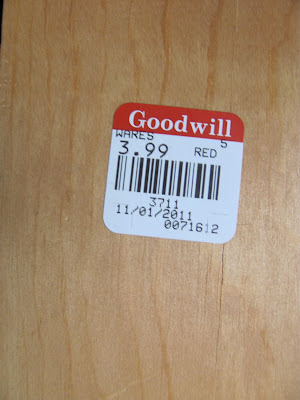 Goodwill
WARES 5
3.99 RED
3711
11/01/2011
0071612